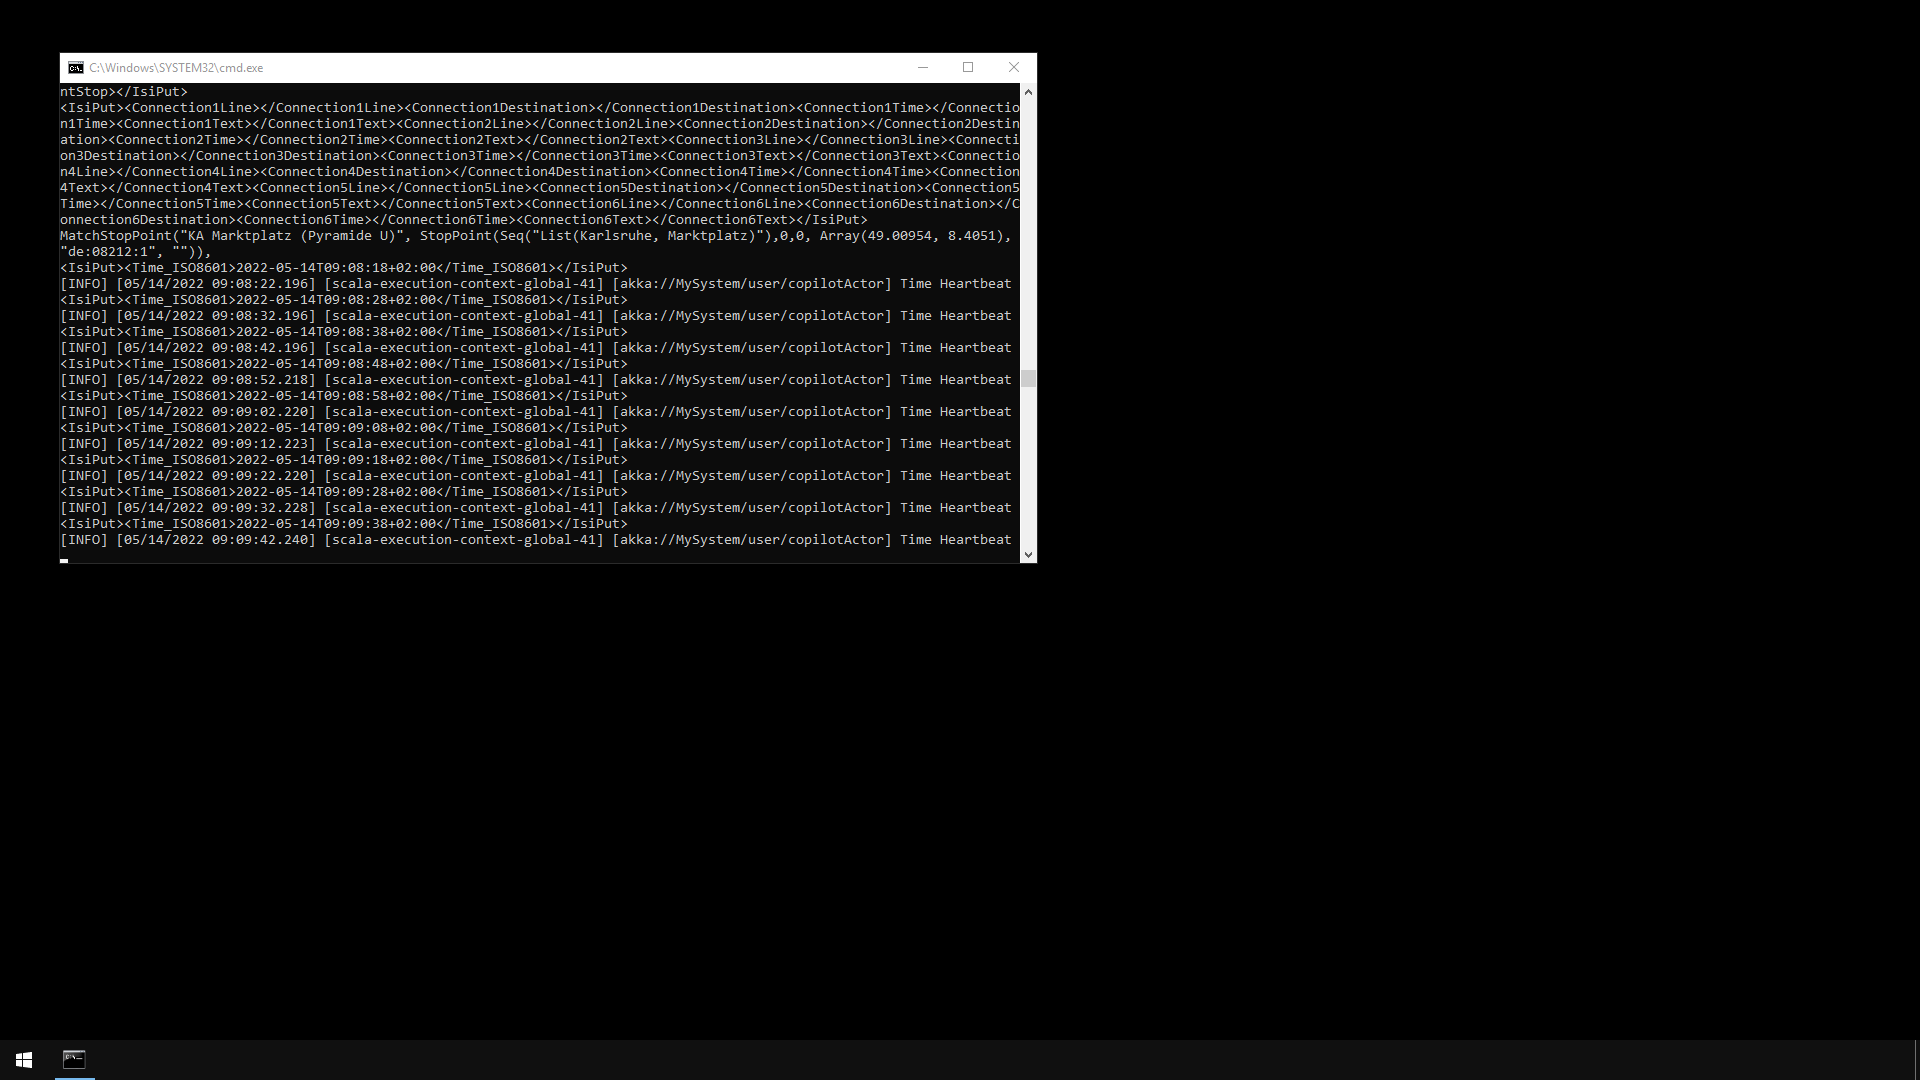 C:\Windows\SYSTEM32\cmd.exe
ntStop></IsiPut>
<IsiPut><Connection1Line></Connection1Line><Connection1Destination></Connection1Destination><Connection1Time></Connectio
n1Time><Connection1Text></Connection1Text><Connection2Line></Connection2Line><Connection2Destination></Connection2Destin
ation><Connection2Time></Connection2Time><Connection2Text></Connection2Text><Connection3Line></Connection3Line><Connecti
on3Destination></Connection3Destination><Connection3Time></Connection3Time><Connection3Text></Connection3Text><Connectio
n4Line></Connection4Line><Connection4Destination></Connection4Destination><Connection4Time></Connection4Time><Connection
4Text></Connection4Text><Connection5Line></Connection5Line><Connection5Destination></Connection5Destination><Connection5
Time></Connection5Time><Connection5Text></Connection5Text><Connection6Line></Connection6Line><Connection6Destination></C
onnection6Destination><Connection6Time></Connection6Time><Connection6Text></Connection6Text></IsiPut>
MatchStopPoint("KA Marktplatz (Pyramide U)", StopPoint(Seq("List(Karlsruhe, Marktplatz)"),0,0, Array(49.00954, 8.4051),
"de:08212:1", "")),
<IsiPut><Time_ISO8601>2022-05-14T09:08:18+02:00</Time_ISO8601></IsiPut>
[INFO] [05/14/2022 09:08:22.196] [scala-execution-context-global-41] [akka://MySystem/user/copilotActor] Time Heartbeat
<IsiPut><Time_ISO8601>2022-05-14T09:08:28+02:00</Time_ISO8601></IsiPut>
[INFO] [05/14/2022 09:08:32.196] [scala-execution-context-global-41] [akka://MySystem/user/copilotActor] Time Heartbeat
<IsiPut><Time_ISO8601>2022-05-14T09:08:38+02:00</Time_ISO8601></IsiPut>
[INFO] [05/14/2022 09:08:42.196] [scala-execution-context-global-41] [akka://MySystem/user/copilotActor] Time Heartbeat
<IsiPut><Time_ISO8601>2022-05-14T09:08:48+02:00</Time_ISO8601></IsiPut>
[INFO] [05/14/2022 09:08:52.218] [scala-execution-context-global-41] [akka://MySystem/user/copilotActor] Time Heartbeat
<IsiPut><Time_ISO8601>2022-05-14T09:08:58+02:00</Time_ISO8601></IsiPut>
[INFO] [05/14/2022 09:09:02.220] [scala-execution-context-global-41] [akka://MySystem/user/copilotActor] Time Heartbeat
<IsiPut><Time_ISO8601>2022-05-14T09:09:08+02:00</Time_ISO8601></IsiPut>
[INFO] [05/14/2022 09:09:12.223] [scala-execution-context-global-41] [akka://MySystem/user/copilotActor] Time Heartbeat
<IsiPut><Time_ISO8601>2022-05-14T09:09:18+02:00</Time_ISO8601></IsiPut>
[INFO] [05/14/2022 09:09:22.220] [scala-execution-context-global-41] [akka://MySystem/user/copilotActor] Time Heartbeat
<IsiPut><Time_ISO8601>2022-05-14T09:09:28+02:00</Time_ISO8601></IsiPut>
[INFO] [05/14/2022 09:09:32.228] [scala-execution-context-global-41] [akka://MySystem/user/copilotActor] Time Heartbeat
<IsiPut><Time_ISO8601>2022-05-14T09:09:38+02:00</Time_ISO8601></IsiPut>
[INFO] [05/14/2022 09:09:42.240] [scala-execution-context-global-41] [akka://MySystem/user/copilotActor] Time Heartbeat